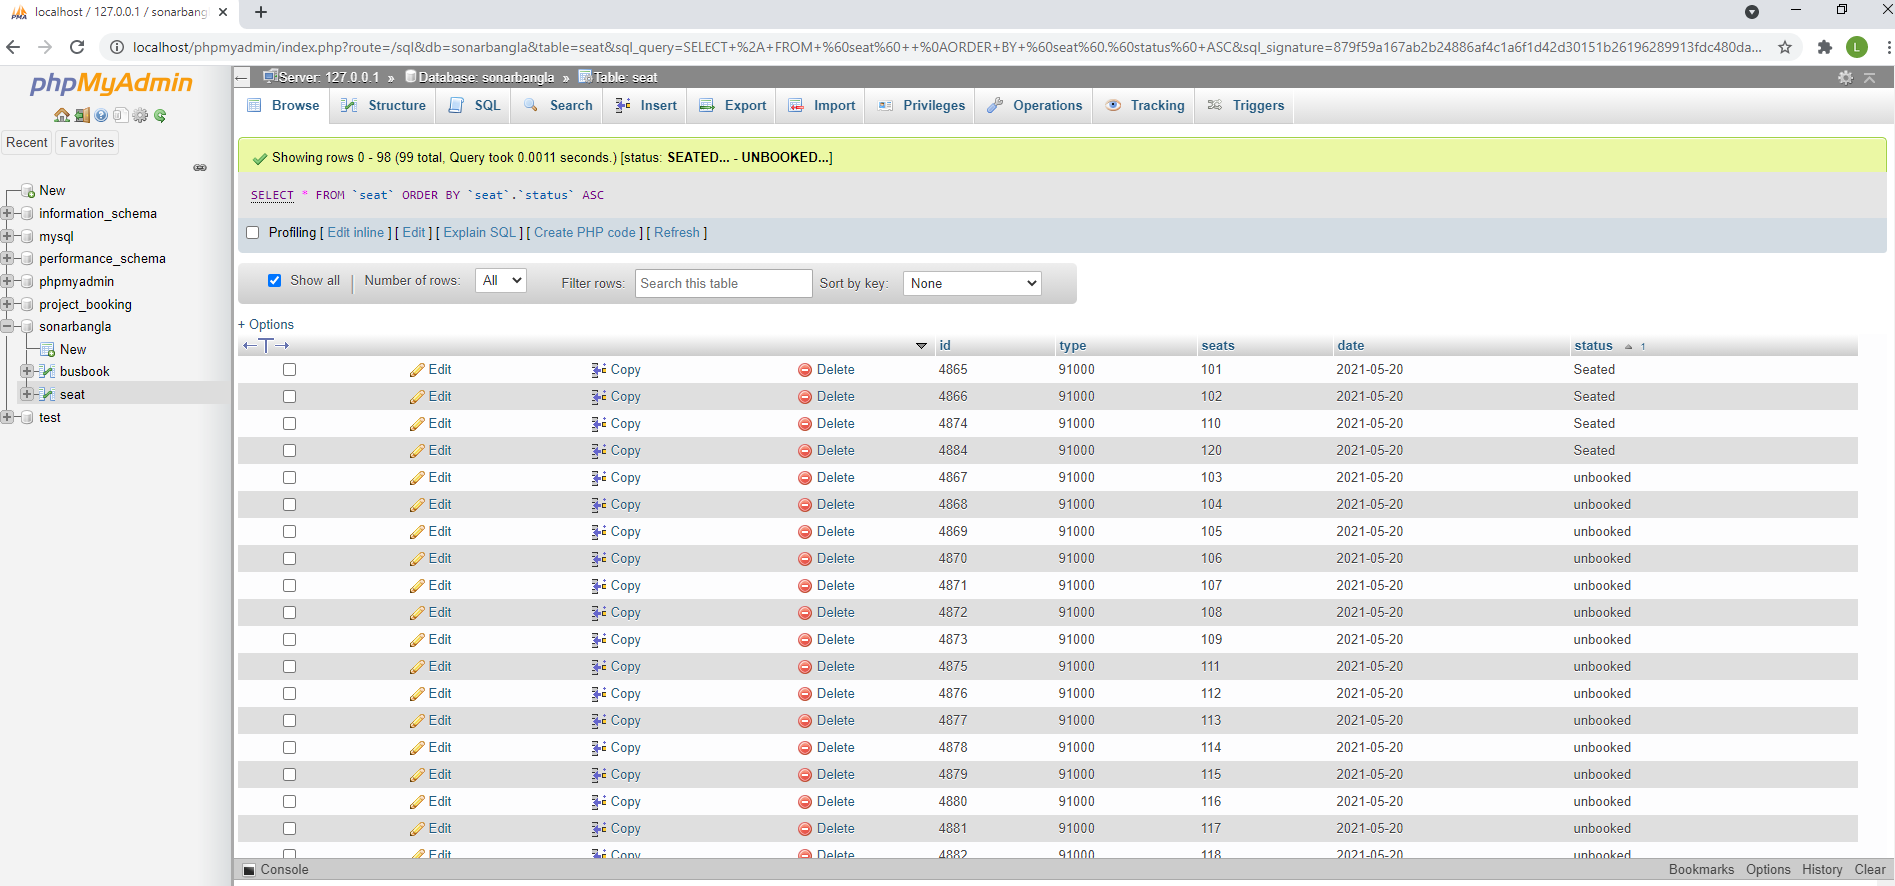 localhost / 127.0.0.1 / sonarbang
localhost/phpmyadmin/index.php?route=/sql&db=sonarbangla&table=seat&sql_query=SELECT+%2A+FROM+%60seat%60++%0AORDER+BY+%60seat%60.%60status%60+ASC&sql_signature=879f59a167ab2b24886af4c1a6f1d42d30151b26196289913fdc480da...
L
phpMyAdmin
Recent Favorites
New
information_schema
mysql
performance_schema
phpmyadmin
project_booking
sonarbangla
New
busbook
seat
test
Server: 127.0.0.1 » Database: sonarbangla » Table: seat
Browse Structure SQL Search Insert Export Import Privileges Operations Tracking Triggers
Showing rows 0 - 98 (99 total, Query took 0.0011 seconds.) [status: SEATED... - UNBOOKED...]
SELECT * FROM `seat` ORDER BY `seat`.`status` ASC
Profiling [ Edit inline ] [ Edit ] [ Explain SQL ] [ Create PHP code ] [ Refresh ]
Show all Number of rows: All Filter rows: Search this table Sort by key: None
+ Options
id type seats date status 1
Edit Copy Delete 4865 91000 101 2021-05-20 Seated
Edit Copy Delete 4866 91000 102 2021-05-20 Seated
Edit Copy Delete 4874 91000 110 2021-05-20 Seated
Edit Copy Delete 4884 91000 120 2021-05-20 Seated
Edit Copy Delete 4867 91000 103 2021-05-20 unbooked
Edit Copy Delete 4868 91000 104 2021-05-20 unbooked
Edit Copy Delete 4869 91000 105 2021-05-20 unbooked
Edit Copy Delete 4870 91000 106 2021-05-20 unbooked
Edit Copy Delete 4871 91000 107 2021-05-20 unbooked
Edit Copy Delete 4872 91000 108 2021-05-20 unbooked
Edit Copy Delete 4873 91000 109 2021-05-20 unbooked
Edit Copy Delete 4875 91000 111 2021-05-20 unbooked
Edit Copy Delete 4876 91000 112 2021-05-20 unbooked
Edit Copy Delete 4877 91000 113 2021-05-20 unbooked
Edit Copy Delete 4878 91000 114 2021-05-20 unbooked
Edit Copy Delete 4879 91000 115 2021-05-20 unbooked
Edit Copy Delete 4880 91000 116 2021-05-20 unbooked
Edit Copy Delete 4881 91000 117 2021-05-20 unbooked
Edit Copy Delete 4882 91000 118 2021-05-20 unbooked
Console Bookmarks Options History Clear